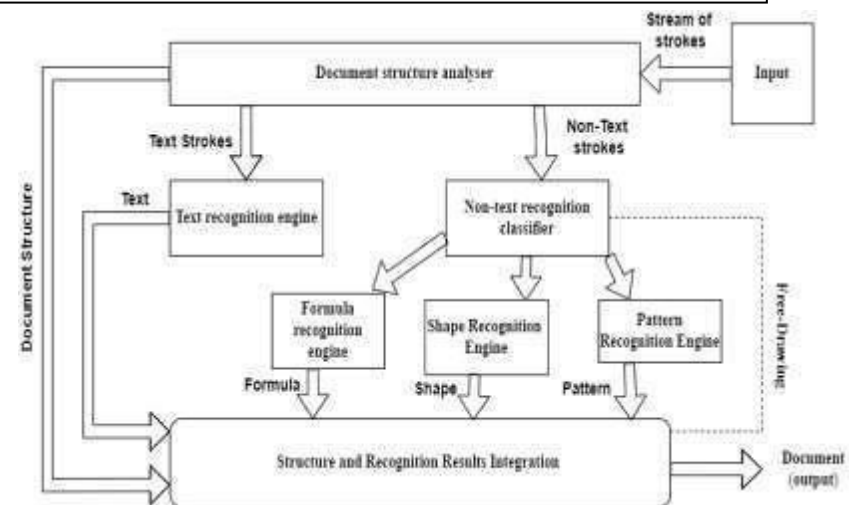 Stream of
strokes
Document structure analyser
Input
Text Strokes
Non-Text
strokes
Document Structure
Text
Text recognition engine
Non-text recognition
classifier
Free-Drawing
Formula
recognition
engine
Shape Recognition
Engine
Pattern
Recognition Engine
Formula
Shape
Pattern
Structure and Recognition Results Integration
Document
(output)